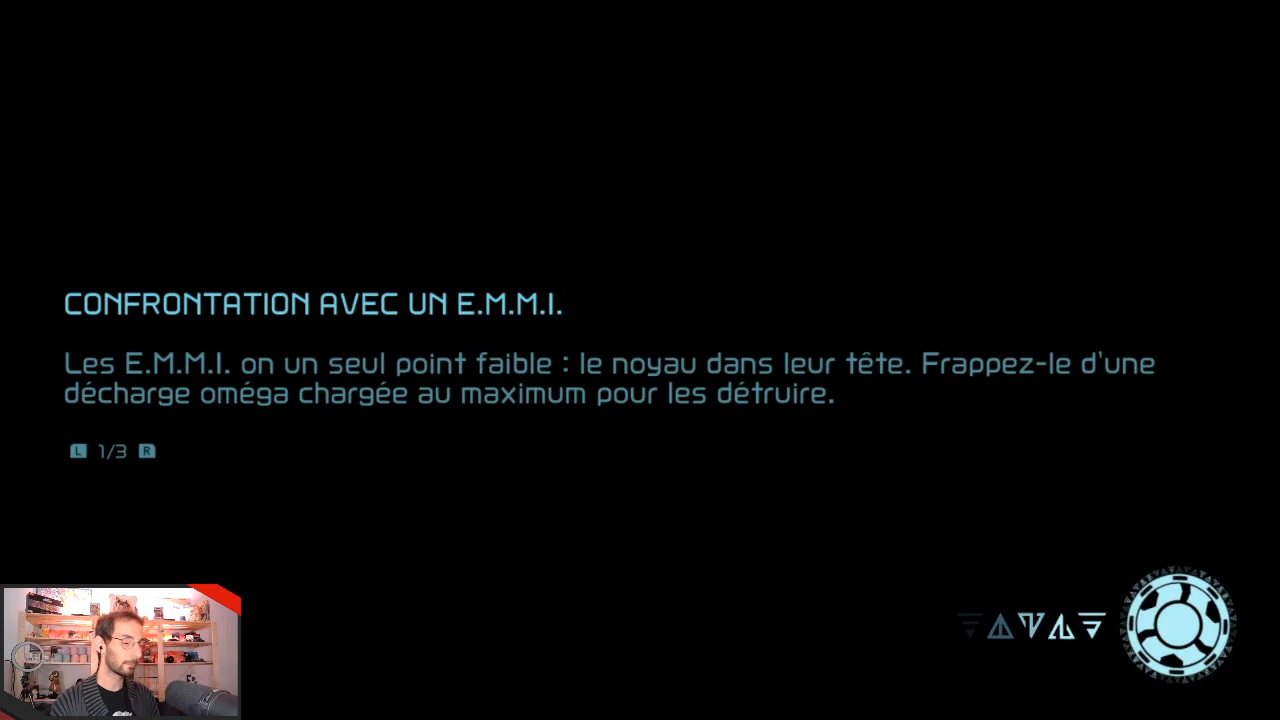 CONFRONTATION AVEC UN E.M.M.I.
Les E.M.M.I. on un seul point faible : le noyau dans leur tête. Frappez-le d'une
décharge oméga chargée au maximum pour les détruire.
L 1/3 R